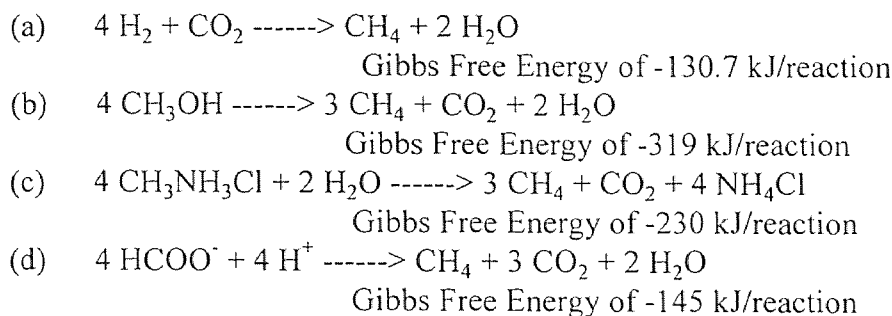 (a) 4 H₂ + CO₂ ------> CH₄ + 2 H₂O
Gibbs Free Energy of -130.7 kJ/reaction
(b) 4 CH₃OH ------> 3 CH₄ + CO₂ + 2 H₂O
Gibbs Free Energy of -319 kJ/reaction
(c) 4 CH₃NH₃Cl + 2 H₂O ------> 3 CH₄ + CO₂ + 4 NH₄Cl
Gibbs Free Energy of -230 kJ/reaction
(d) 4 HCOO⁻ + 4 H⁺ ------> CH₄ + 3 CO₂ + 2 H₂O
Gibbs Free Energy of -145 kJ/reaction